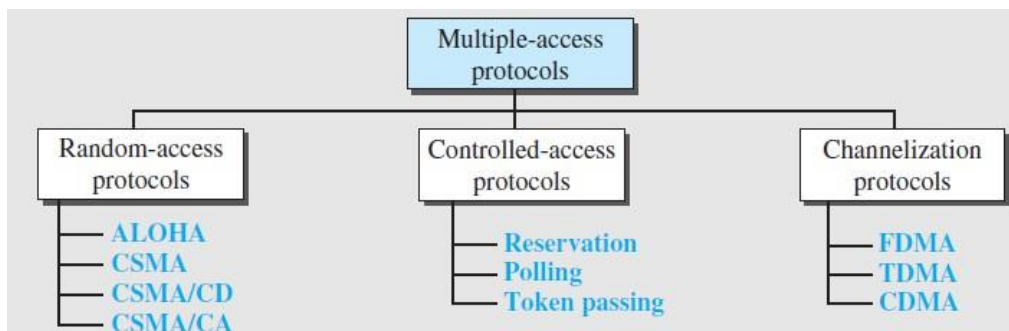 Multiple-access
protocols
Random-access
protocols
Controlled-access
protocols
Channelization
protocols
ALOHA
CSMA
CSMA/CD
CSMA/CA
Reservation
Polling
Token passing
FDMA
TDMA
CDMA